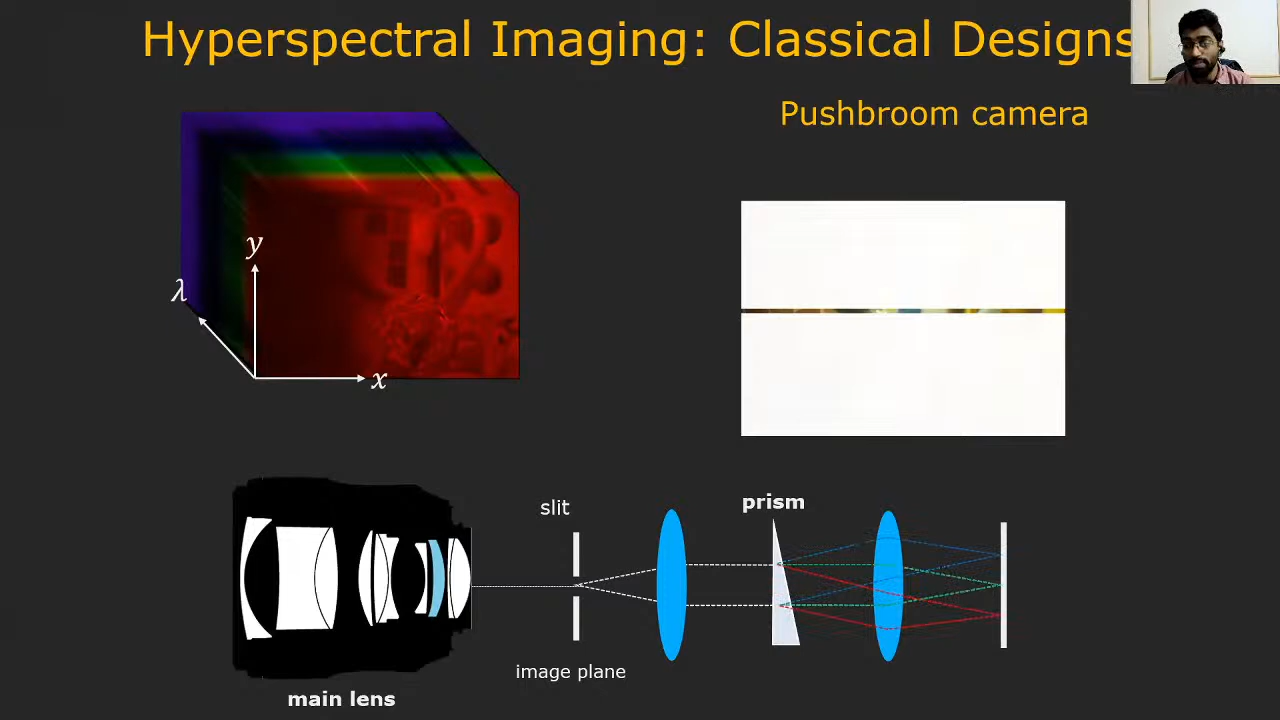 Hyperspectral Imaging: Classical Designs
Pushbroom camera
y
λ
x
slit
prism
image plane
main lens